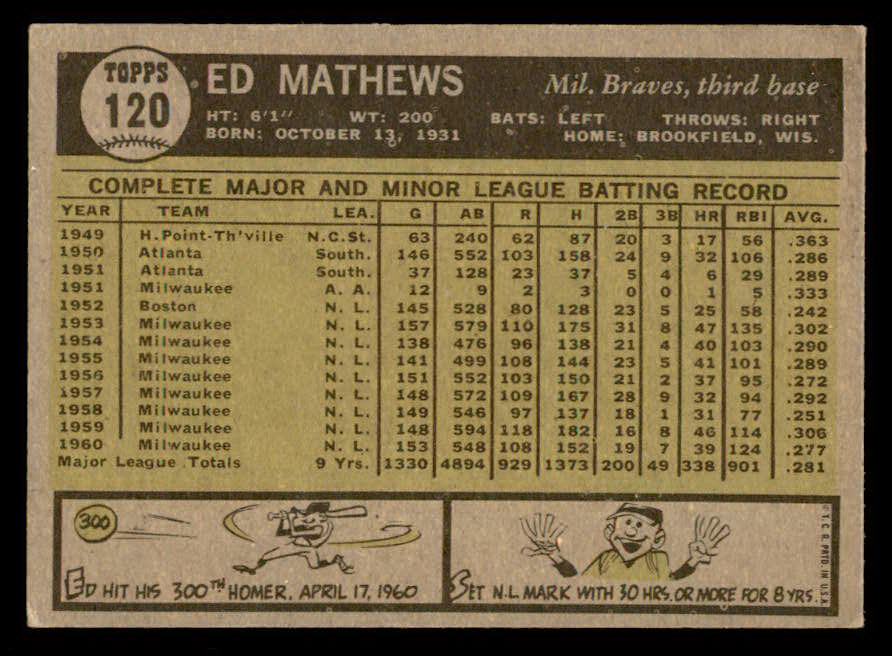 TOPPS
120
ED MATHEWS
Mil. Braves, third base
HT: 6'1" WT: 200 BATS: LEFT THROWS: RIGHT
BORN: OCTOBER 13, 1931 HOME: BROOKFIELD, WIS.
COMPLETE MAJOR AND MINOR LEAGUE BATTING RECORD
YEAR TEAM LEA. G AB R H 2B 3B HR RBI AVG.
1949 H. Point-Th'ville N.C.St. 63 240 62 87 20 3 17 56 .363
1950 Atlanta South. 146 552 103 158 24 9 32 106 .286
1951 Atlanta South. 37 128 23 37 5 4 6 29 .289
1951 Milwaukee A. A. 12 9 2 3 0 0 1 5 .333
1952 Boston N. L. 145 528 80 128 23 5 25 58 .242
1953 Milwaukee N. L. 157 579 110 175 31 8 47 135 .302
1954 Milwaukee N. L. 138 476 96 138 21 4 40 103 .290
1955 Milwaukee N. L. 141 499 108 144 23 5 41 101 .289
1956 Milwaukee N. L. 151 552 103 150 21 2 37 95 .272
1957 Milwaukee N. L. 148 572 109 167 28 9 32 94 .292
1958 Milwaukee N. L. 149 546 97 137 18 1 31 77 .251
1959 Milwaukee N. L. 148 594 118 182 16 8 46 114 .306
1960 Milwaukee N. L. 153 548 108 152 19 7 39 124 .277
Major League Totals 9 Yrs. 1330 4894 929 1373 200 49 338 901 .281
300
ED HIT HIS 300TH HOMER, APRIL 17, 1960
SET N.L. MARK WITH 30 HRS. OR MORE FOR 8 YRS.
© T. C. G. PRTD. IN U.S.A.